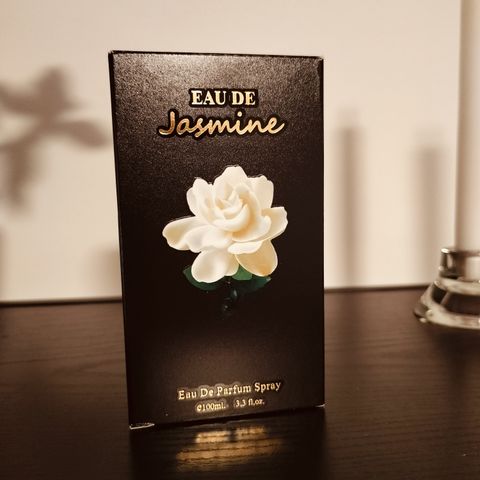 EAU DE
Jasmine
Eau De Parfum Spray
℮100ml. 3.3 fl.oz.